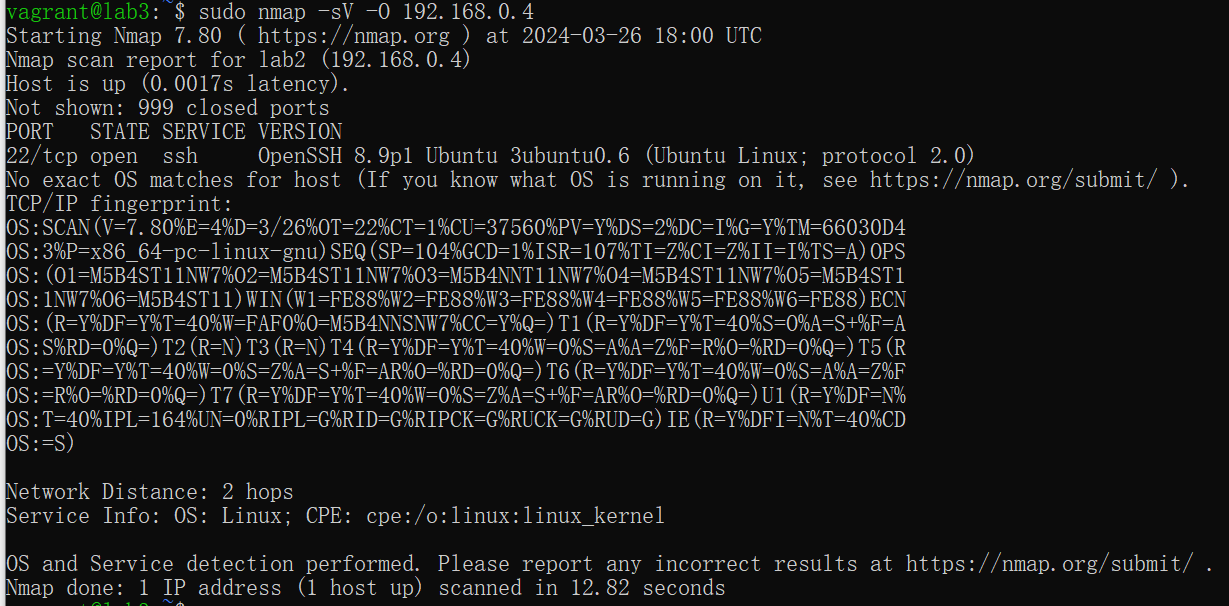 vagrant@lab3:~$ sudo nmap -sV -O 192.168.0.4
Starting Nmap 7.80 ( https://nmap.org ) at 2024-03-26 18:00 UTC
Nmap scan report for lab2 (192.168.0.4)
Host is up (0.0017s latency).
Not shown: 999 closed ports
PORT   STATE SERVICE VERSION
22/tcp open  ssh     OpenSSH 8.9p1 Ubuntu 3ubuntu0.6 (Ubuntu Linux; protocol 2.0)
No exact OS matches for host (If you know what OS is running on it, see https://nmap.org/submit/ ).
TCP/IP fingerprint:
OS:SCAN(V=7.80%E=4%D=3/26%OT=22%CT=1%CU=37560%PV=Y%DS=2%DC=I%G=Y%TM=66030D4
OS:3%P=x86_64-pc-linux-gnu)SEQ(SP=104%GCD=1%ISR=107%TI=Z%CI=Z%II=I%TS=A)OPS
OS:(O1=M5B4ST11NW7%O2=M5B4ST11NW7%O3=M5B4NNT11NW7%O4=M5B4ST11NW7%O5=M5B4ST1
OS:1NW7%O6=M5B4ST11)WIN(W1=FE88%W2=FE88%W3=FE88%W4=FE88%W5=FE88%W6=FE88)ECN
OS:(R=Y%DF=Y%T=40%W=FAF0%O=M5B4NNSNW7%CC=Y%Q=)T1(R=Y%DF=Y%T=40%S=O%A=S+%F=A
OS:S%RD=0%Q=)T2(R=N)T3(R=N)T4(R=Y%DF=Y%T=40%W=0%S=A%A=Z%F=R%O=%RD=0%Q=)T5(R
OS:=Y%DF=Y%T=40%W=0%S=Z%A=S+%F=AR%O=%RD=0%Q=)T6(R=Y%DF=Y%T=40%W=0%S=A%A=Z%F
OS:=R%O=%RD=0%Q=)T7(R=Y%DF=Y%T=40%W=0%S=Z%A=S+%F=AR%O=%RD=0%Q=)U1(R=Y%DF=N%
OS:T=40%IPL=164%UN=0%RIPL=G%RID=G%RIPCK=G%RUCK=G%RUD=G)IE(R=Y%DFI=N%T=40%CD
OS:=S)
Network Distance: 2 hops
Service Info: OS: Linux; CPE: cpe:/o:linux:linux_kernel
OS and Service detection performed. Please report any incorrect results at https://nmap.org/submit/ .
Nmap done: 1 IP address (1 host up) scanned in 12.82 seconds
vagrant@lab3:~$